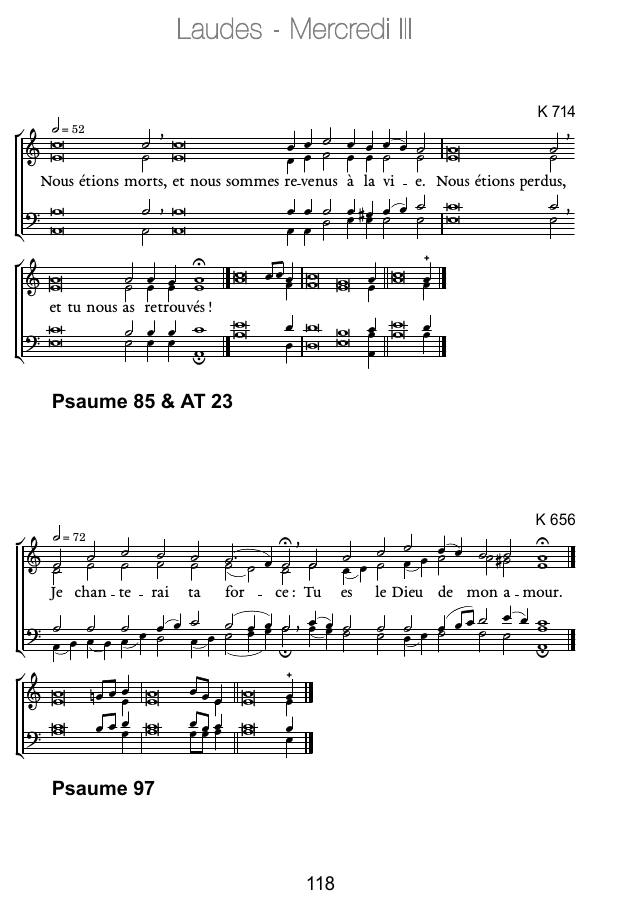 Laudes - Mercredi III
K 714
= 52
Nous étions morts, et nous sommes re-venus à la vi - e. Nous étions perdus,
et tu nous as retrouvés !
Psaume 85 & AT 23
K 656
= 72
Je chan - te - rai ta for - ce : Tu es le Dieu de mon a-mour.
Psaume 97
118